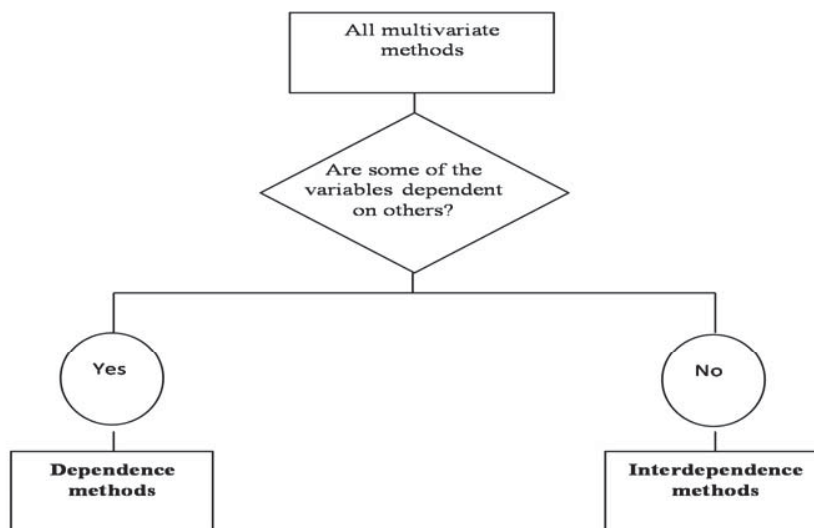 All multivariate
methods
Are some of the
variables dependent
on others?
Yes
No
Dependence
methods
Interdependence
methods